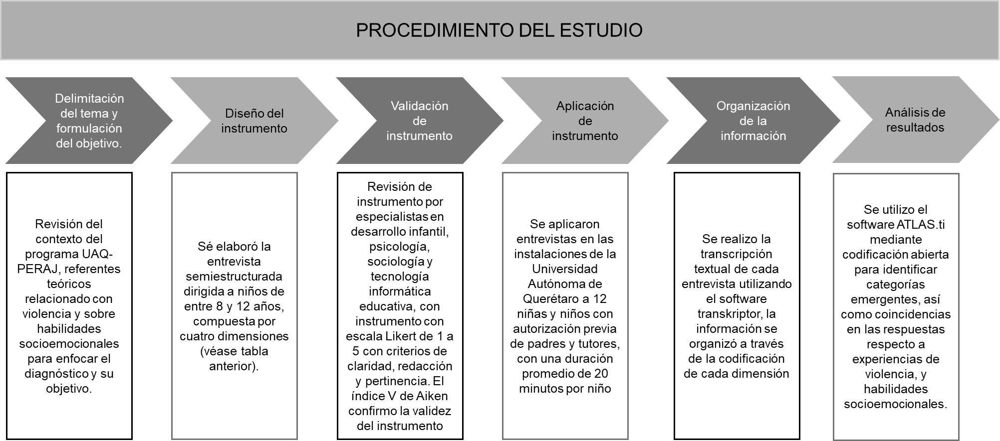 PROCEDIMIENTO DEL ESTUDIO
Delimitación
del tema y
formulación
del objetivo.
Diseño del
instrumento
Validación
de
instrumento
Aplicación
de
instrumento
Organización
de la
información
Análisis de
resultados
Revisión del
contexto del
programa UAQ-
PERAJ, referentes
teóricos
relacionado con
violencia y sobre
habilidades
socioemocionales
para enfocar el
diagnóstico y su
objetivo.
Sé elaboró la
entrevista
semiestructurada
dirigida a niños de
entre 8 y 12 años,
compuesta por
cuatro dimensiones
(véase tabla
anterior).
Revisión de
instrumento por
especialistas en
desarrollo infantil,
psicología,
sociología y
tecnología
informática
educativa, con
instrumento con
escala Likert de 1 a
5 con criterios de
claridad, redacción
y pertinencia. El
índice V de Aiken
confirmo la validez
del instrumento
Se aplicaron
entrevistas en las
instalaciones de la
Universidad
Autónoma de
Querétaro a 12
niñas y niños con
autorización previa
de padres y tutores,
con una duración
promedio de 20
minutos por niño
Se realizo la
transcripción
textual de cada
entrevista utilizando
el software
transkriptor, la
información se
organizó a través
de la codificación
de cada dimensión
Se utilizo el
software ATLAS.ti
mediante
codificación abierta
para identificar
categorías
emergentes, así
como coincidencias
en las respuestas
respecto a
experiencias de
violencia, y
habilidades
socioemocionales.